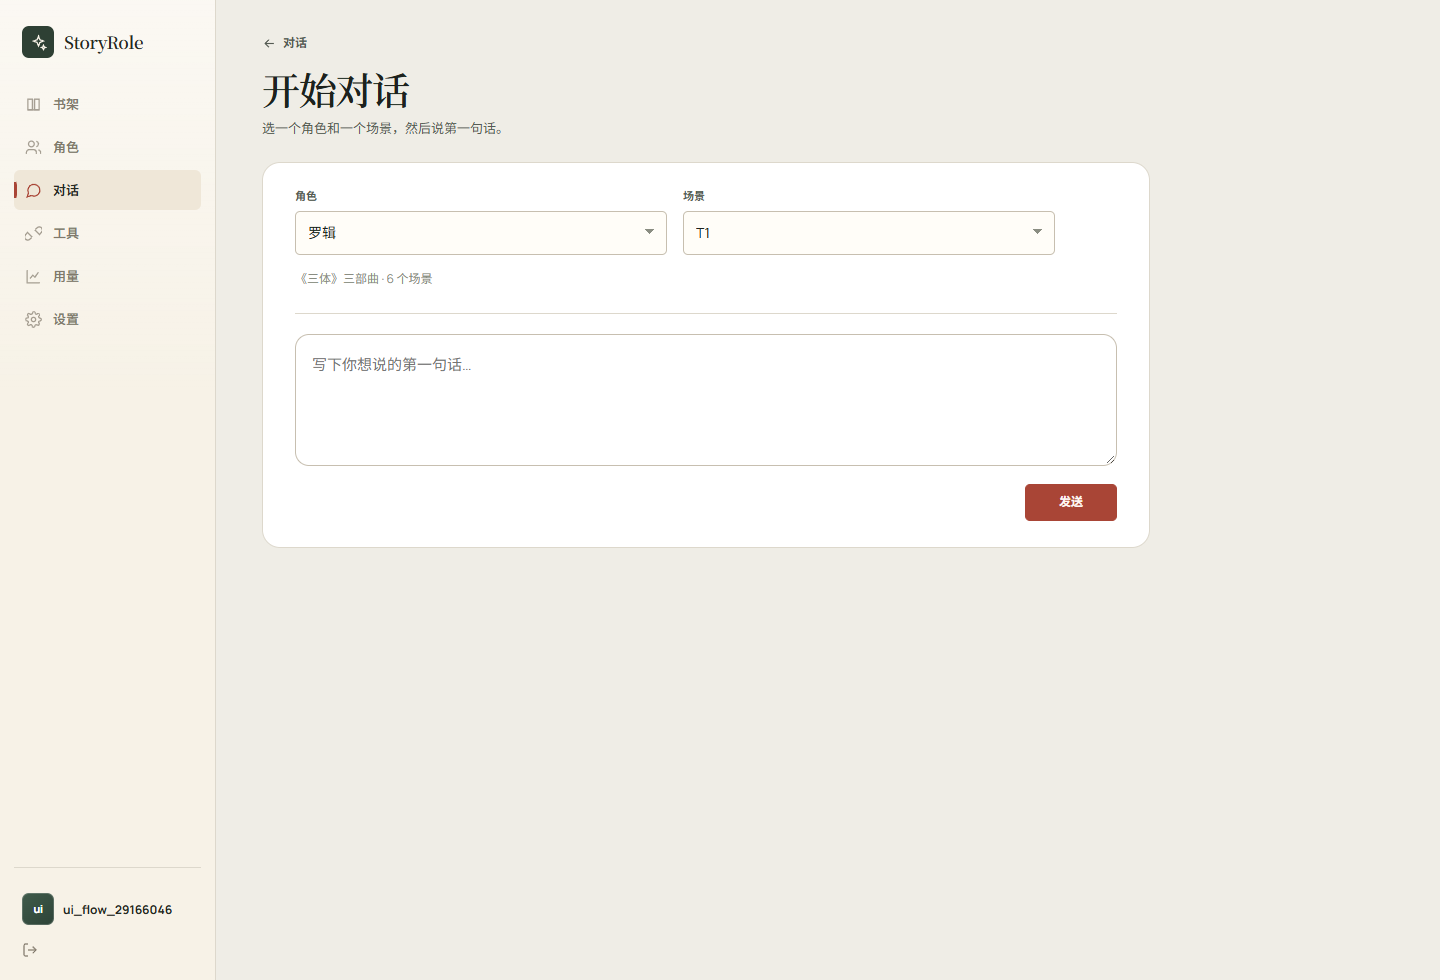 StoryRole
书架
角色
对话
工具
用量
设置
ui
ui_flow_29166046
← 对话
开始对话
选一个角色和一个场景，然后说第一句话。
角色
场景
罗辑
T1
《三体》三部曲 · 6 个场景
写下你想说的第一句话...
发送